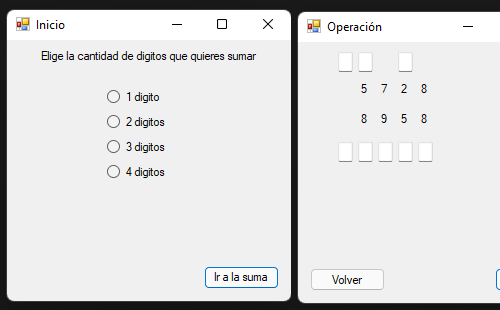 Inicio
Elige la cantidad de digitos que quieres sumar
1 digito
2 digitos
3 digitos
4 digitos
Ir a la suma
Operación
5 7 2 8
8 9 5 8
Volver